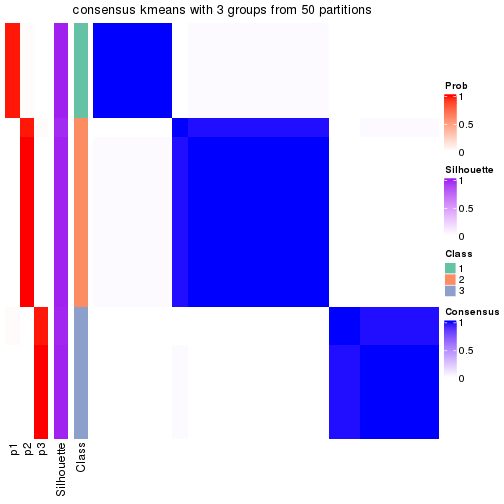 consensus kmeans with 3 groups from 50 partitions
Prob
1
0.5
0
Silhouette
1
0.5
0
Class
1
2
3
Consensus
1
0.5
0
p1
p2
p3
Silhouette
Class